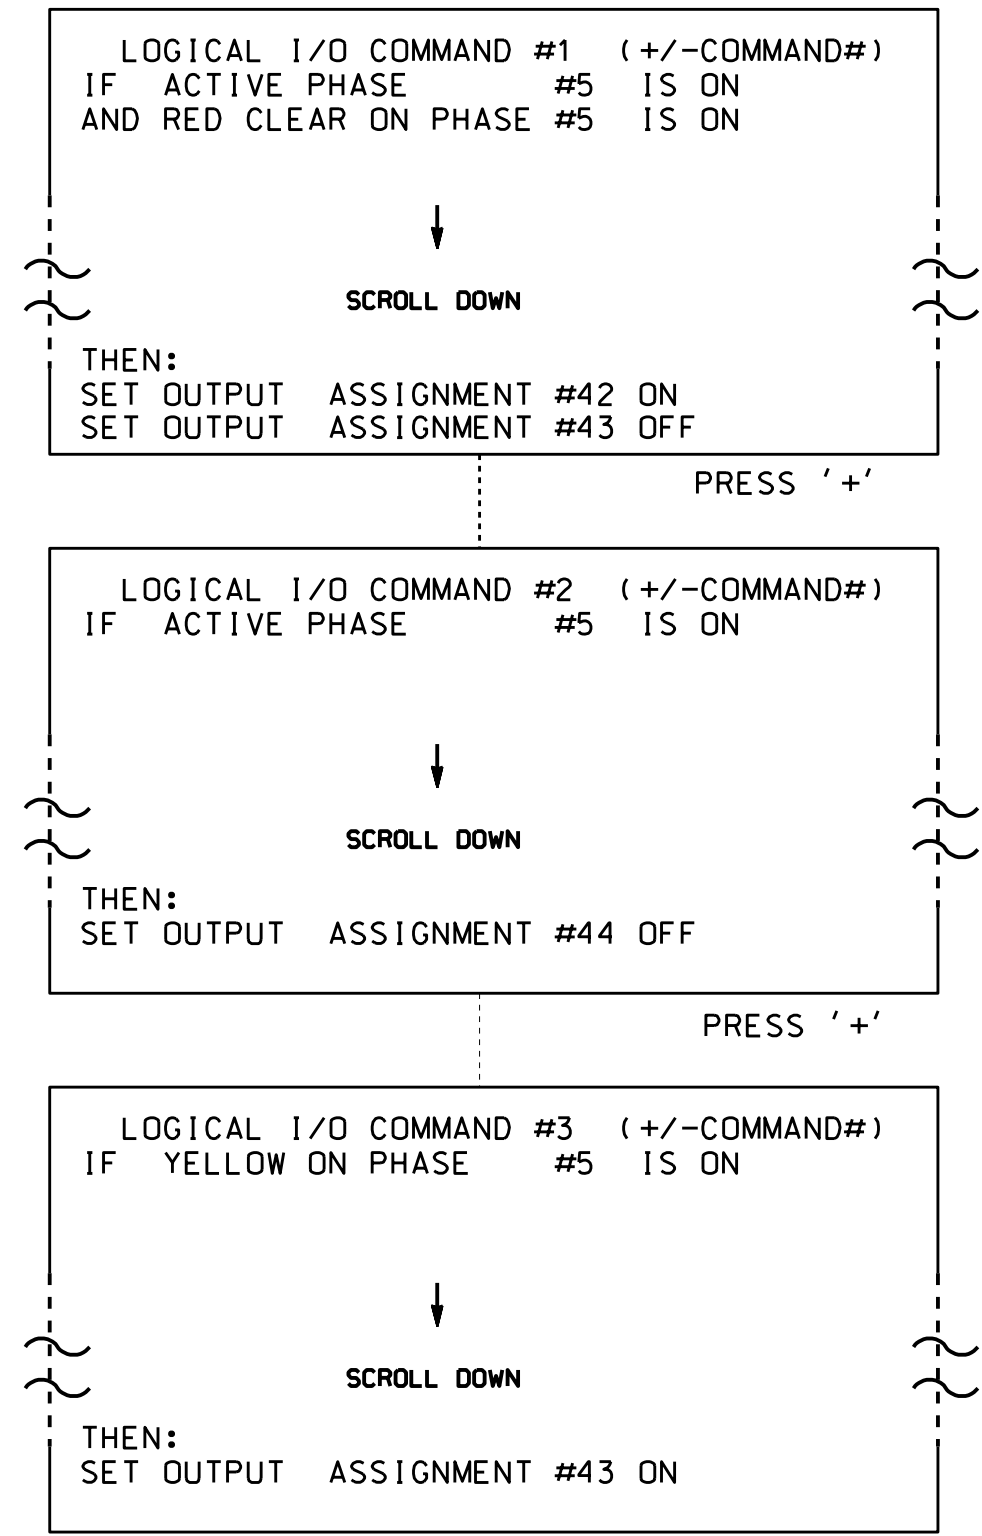 LOGICAL I/O COMMAND #1 (+/-COMMAND#)
IF ACTIVE PHASE #5 IS ON
AND RED CLEAR ON PHASE #5 IS ON
SCROLL DOWN
THEN:
SET OUTPUT ASSIGNMENT #42 ON
SET OUTPUT ASSIGNMENT #43 OFF
PRESS '+'
LOGICAL I/O COMMAND #2 (+/-COMMAND#)
IF ACTIVE PHASE #5 IS ON
SCROLL DOWN
THEN:
SET OUTPUT ASSIGNMENT #44 OFF
PRESS '+'
LOGICAL I/O COMMAND #3 (+/-COMMAND#)
IF YELLOW ON PHASE #5 IS ON
SCROLL DOWN
THEN:
SET OUTPUT ASSIGNMENT #43 ON